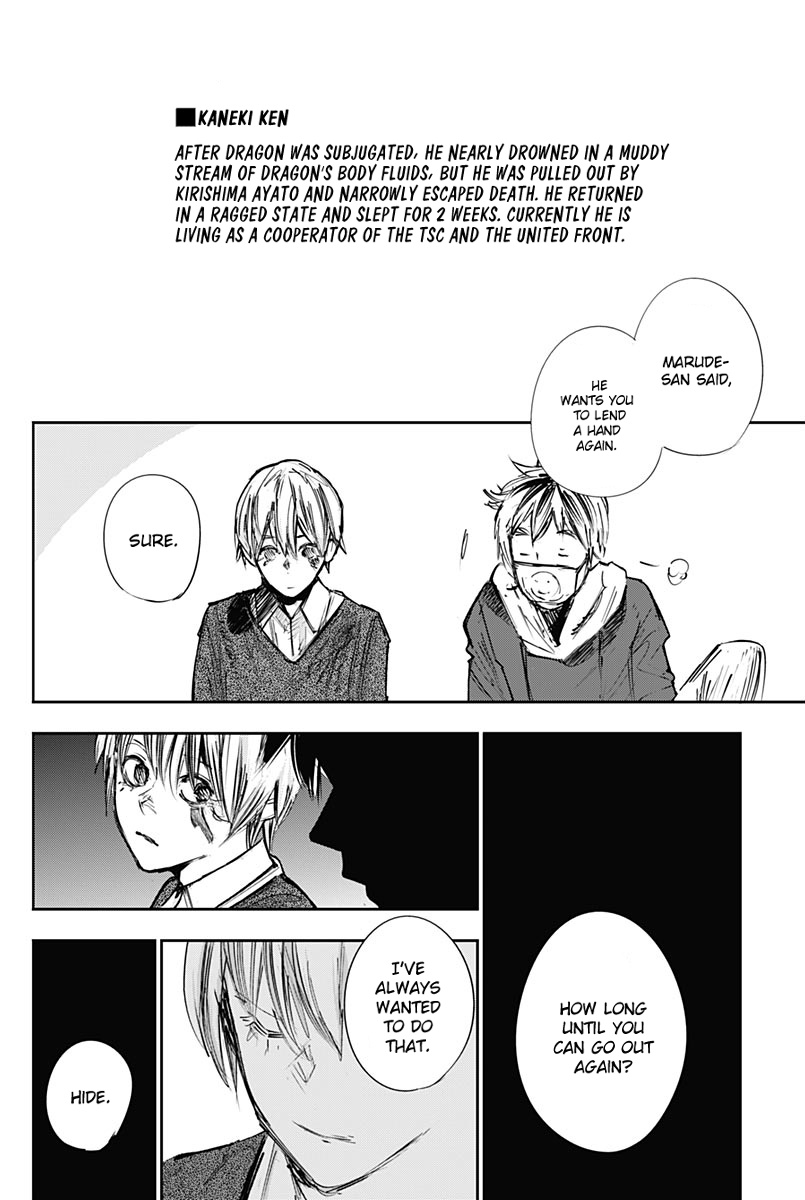 KANEKI KEN
AFTER DRAGON WAS SUBJUGATED, HE NEARLY DROWNED IN A MUDDY
STREAM OF DRAGON'S BODY FLUIDS, BUT HE WAS PULLED OUT BY
KIRISHIMA AYATO AND NARROWLY ESCAPED DEATH. HE RETURNED
IN A RAGGED STATE AND SLEPT FOR 2 WEEKS. CURRENTLY HE IS
LIVING AS A COOPERATOR OF THE TSC AND THE UNITED FRONT.
MARUDE-
SAN SAID,
HE
WANTS YOU
TO LEND
A HAND
AGAIN.
SURE.
HOW LONG
UNTIL YOU
CAN GO OUT
AGAIN?
I'VE
ALWAYS
WANTED
TO DO
THAT.
HIDE.